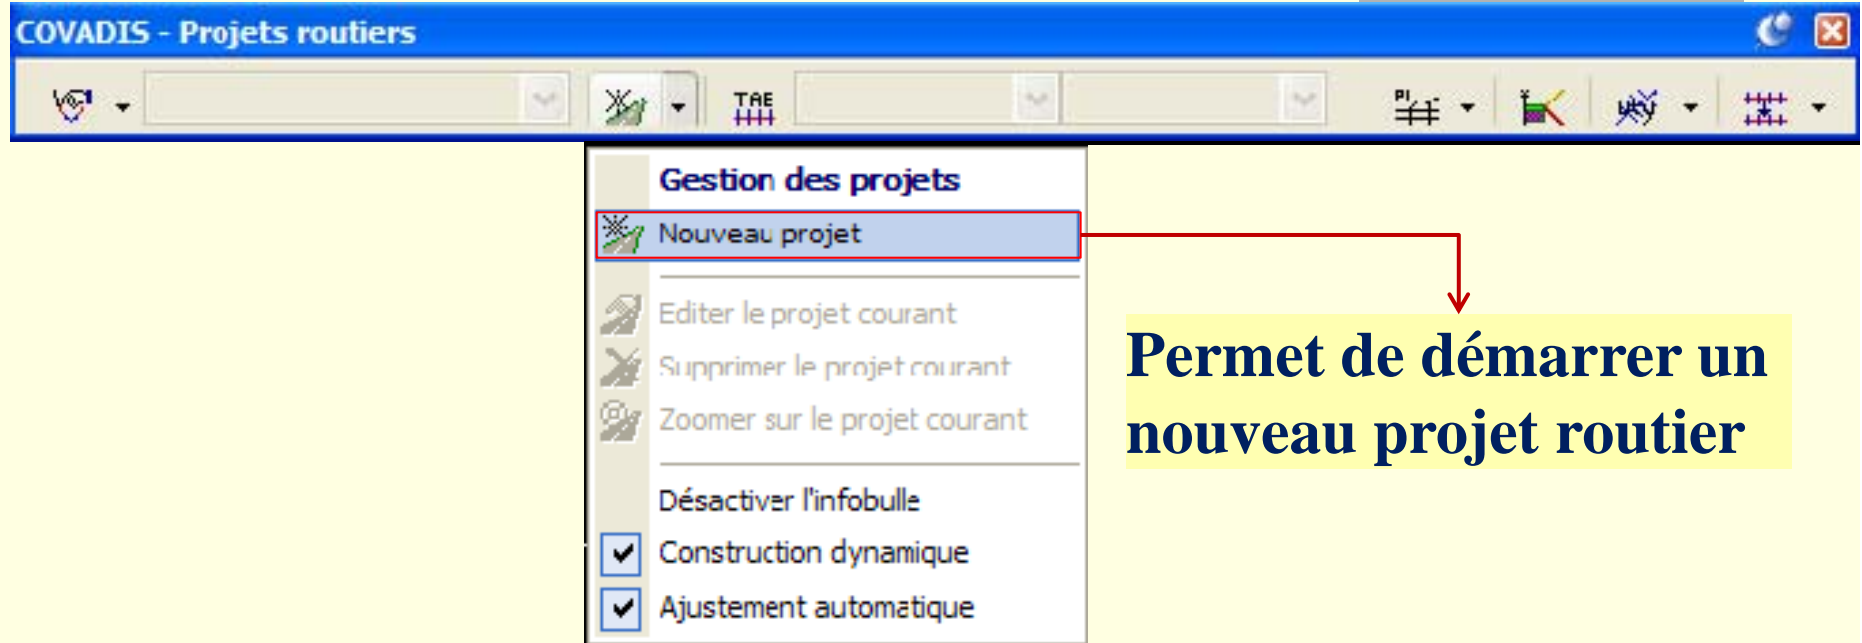 COVADIS - Projets routiers
TAE
PI
Gestion des projets
Nouveau projet
Editer le projet courant
Supprimer le projet courant
Zoomer sur le projet courant
Désactiver l'infobulle
Construction dynamique
Ajustement automatique
Permet de démarrer un
nouveau projet routier